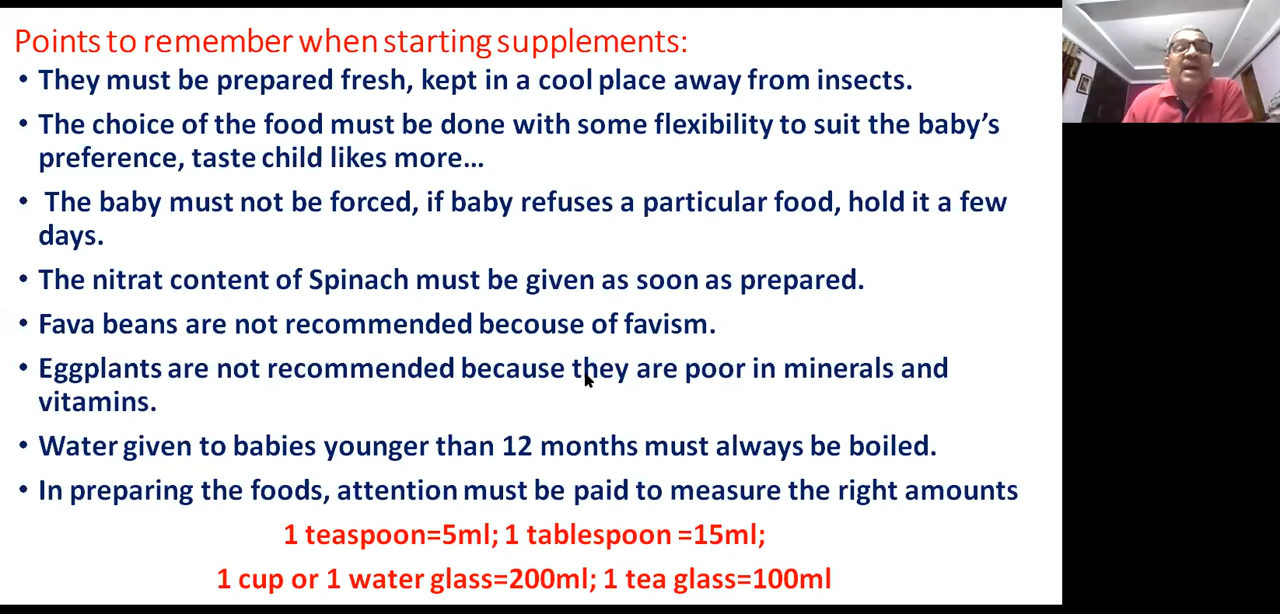 Points to remember when starting supplements:
• They must be prepared fresh, kept in a cool place away from insects.
• The choice of the food must be done with some flexibility to suit the baby's
preference, taste child likes more...
• The baby must not be forced, if baby refuses a particular food, hold it a few
days.
• The nitrat content of Spinach must be given as soon as prepared.
• Fava beans are not recommended becouse of favism.
• Eggplants are not recommended because they are poor in minerals and
vitamins.
• Water given to babies younger than 12 months must always be boiled.
• In preparing the foods, attention must be paid to measure the right amounts
1 teaspoon=5ml; 1 tablespoon =15ml;
1 cup or 1 water glass=200ml; 1 tea glass=100ml